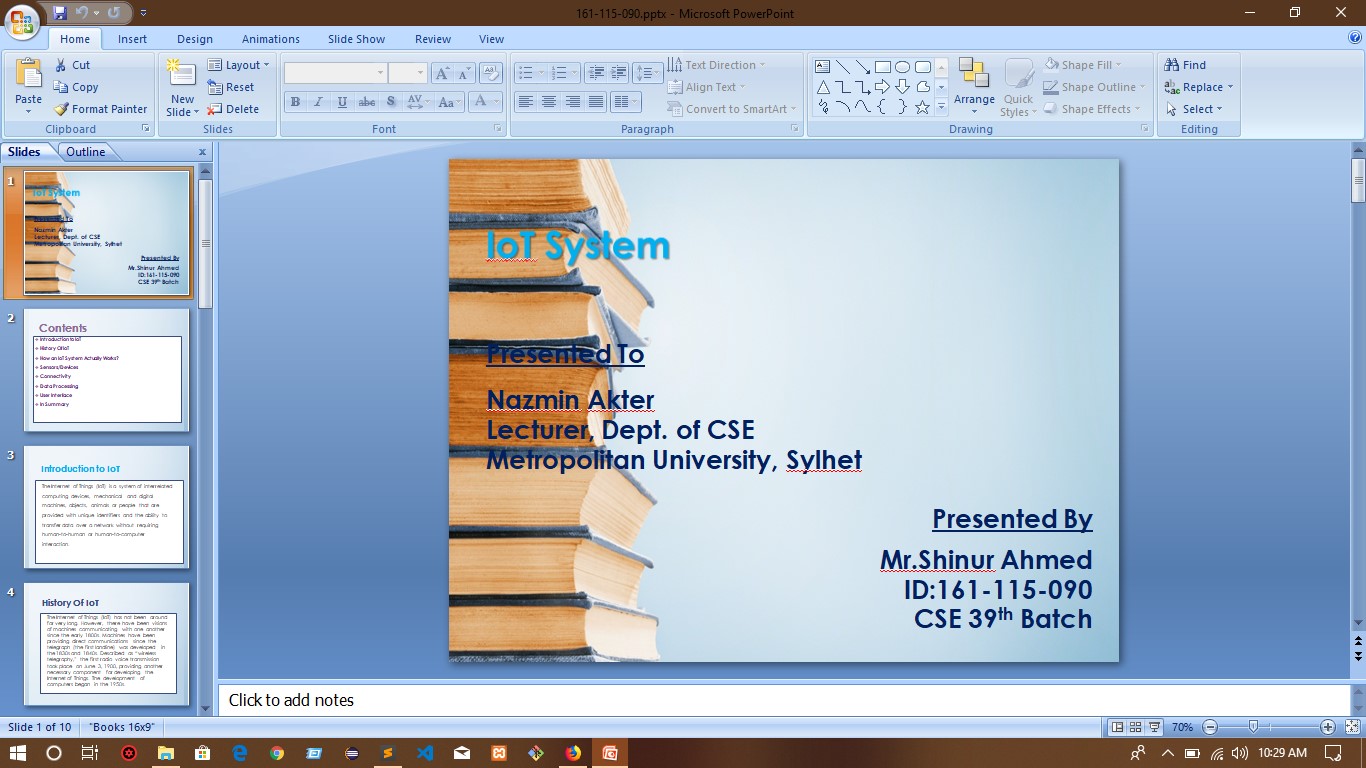 161-115-090.pptx - Microsoft PowerPoint
Home Insert Design Animations Slide Show Review View
Paste
Cut
Copy
Format Painter
Clipboard
New Slide
Layout
Reset
Delete
Slides
B I U abc S AV Aa A
Font
Text Direction
Align Text
Convert to SmartArt
Paragraph
Arrange
Quick Styles
Shape Fill
Shape Outline
Shape Effects
Drawing
Find
Replace
Select
Editing
Slides Outline x
1
IoT System
Presented To
Nazmin Akter
Lecturer, Dept. of CSE
Metropolitan University, Sylhet
Presented By
Mr.Shinur Ahmed
ID:161-115-090
CSE 39th Batch
2
Contents
Introduction to IoT
History Of IoT
How an IoT System Actually Works?
Sensors/Devices
Connectivity
Data Processing
User Interface
In Summary
3
Introduction to IoT
The Internet of Things (IoT) is a system of interrelated
computing devices, mechanical and digital
machines, objects, animals or people that are
provided with unique identifiers and the ability to
transfer data over a network without requiring
human-to-human or human-to-computer
interaction.
4
History Of IoT
The Internet of Things (IoT) has not been around
for very long. However, there have been visions
of machines communicating with one another
since the early 1800s. Machines have been
providing direct communications since the
telegraph (the first landline) was developed in
the 1830s and 1840s. Described as "wireless
telegraphy," the first radio voice transmission
took place on June 3, 1900, providing another
necessary component for developing the
Internet of Things. The development of
computers began in the 1950s.
IoT System
Presented To
Nazmin Akter
Lecturer, Dept. of CSE
Metropolitan University, Sylhet
Presented By
Mr.Shinur Ahmed
ID:161-115-090
CSE 39th Batch
Click to add notes
Slide 1 of 10 "Books 16x9" 70%
10:29 AM